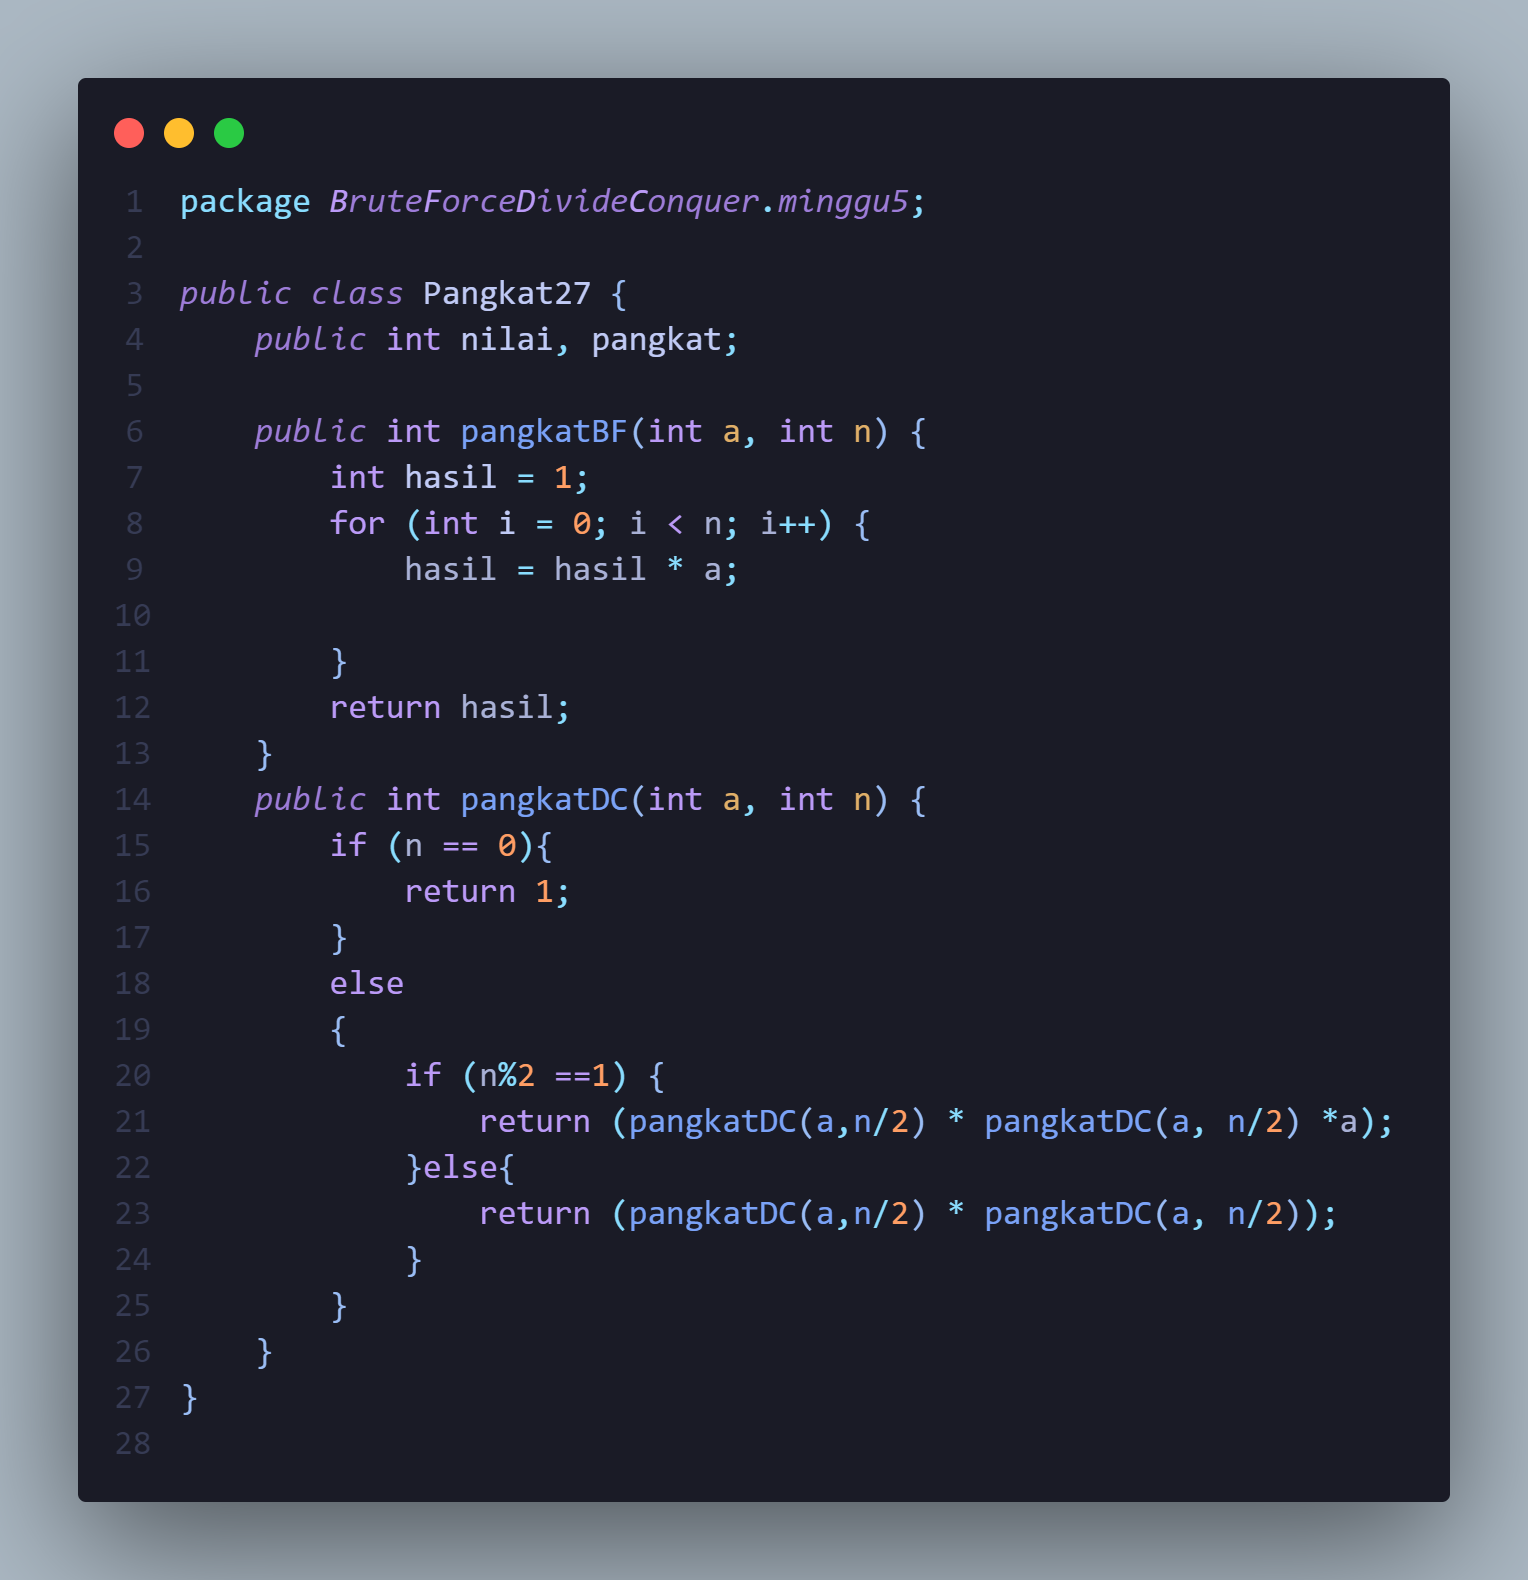 1 package BruteForceDivideConquer.minggu5;
2
3 public class Pangkat27 {
4     public int nilai, pangkat;
5
6     public int pangkatBF(int a, int n) {
7         int hasil = 1;
8         for (int i = 0; i < n; i++) {
9             hasil = hasil * a;
10
11         }
12         return hasil;
13     }
14     public int pangkatDC(int a, int n) {
15         if (n == 0){
16             return 1;
17         }
18         else
19         {
20             if (n%2 ==1) {
21                 return (pangkatDC(a,n/2) * pangkatDC(a, n/2) *a);
22             }else{
23                 return (pangkatDC(a,n/2) * pangkatDC(a, n/2));
24             }
25         }
26     }
27 }
28